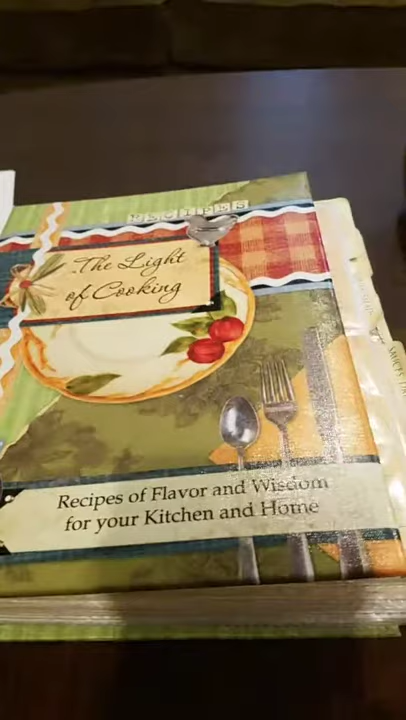 RECIPES
The Light
of Cooking
Recipes of Flavor and Wisdom
for your Kitchen and Home